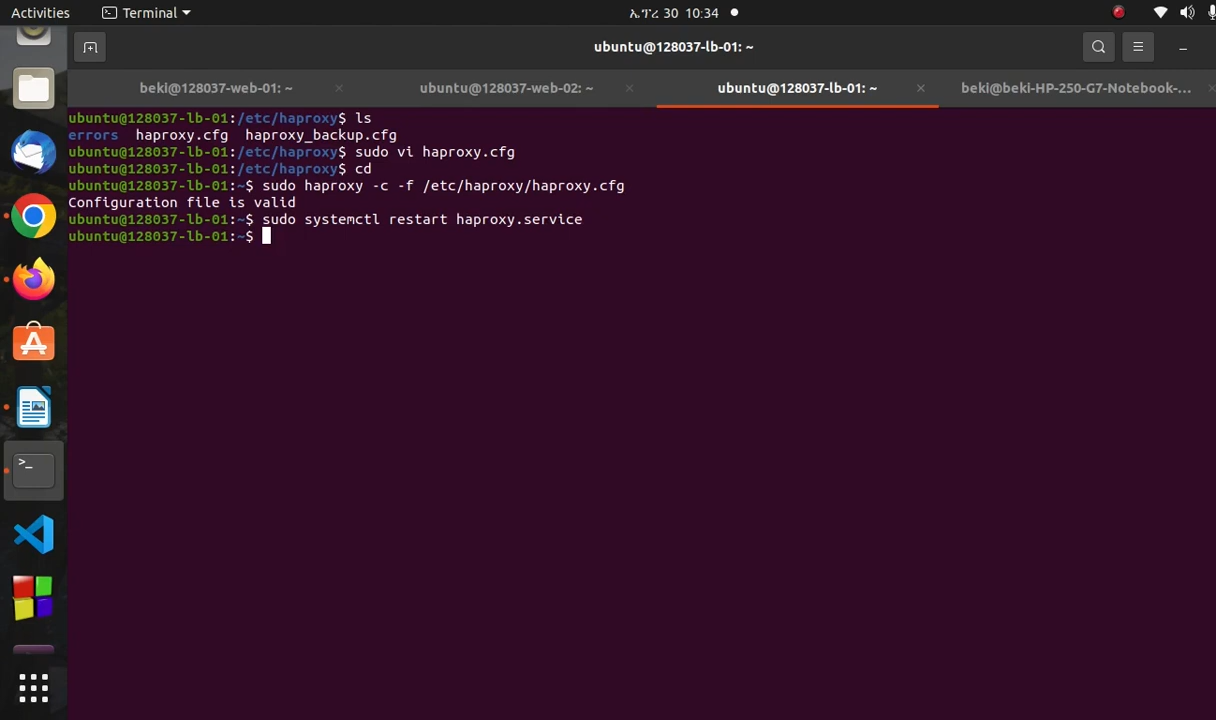 Activities
Terminal
ኤፕሪ 30 10:34
ubuntu@128037-lb-01: ~
beki@128037-web-01: ~
ubuntu@128037-web-02: ~
ubuntu@128037-lb-01: ~
beki@beki-HP-250-G7-Notebook-...
ubuntu@128037-lb-01:/etc/haproxy$ ls
errors haproxy.cfg haproxy_backup.cfg
ubuntu@128037-lb-01:/etc/haproxy$ sudo vi haproxy.cfg
ubuntu@128037-lb-01:/etc/haproxy$ cd
ubuntu@128037-lb-01:~$ sudo haproxy -c -f /etc/haproxy/haproxy.cfg
Configuration file is valid
ubuntu@128037-lb-01:~$ sudo systemctl restart haproxy.service
ubuntu@128037-lb-01:~$